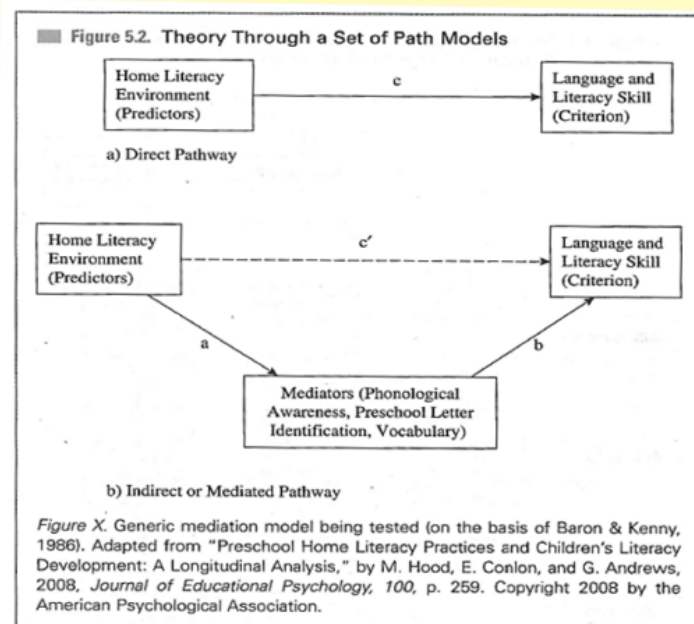 Figure 5.2. Theory Through a Set of Path Models
Home Literacy
Environment
(Predictors)
c
Language and
Literacy Skill
(Criterion)
a) Direct Pathway
Home Literacy
Environment
(Predictors)
c'
Language and
Literacy Skill
(Criterion)
a
b
Mediators (Phonological
Awareness, Preschool Letter
Identification, Vocabulary)
b) Indirect or Mediated Pathway
Figure X. Generic mediation model being tested (on the basis of Baron & Kenny,
1986). Adapted from "Preschool Home Literacy Practices and Children's Literacy
Development: A Longitudinal Analysis," by M. Hood, E. Conlon, and G. Andrews,
2008, Journal of Educational Psychology, 100, p. 259. Copyright 2008 by the
American Psychological Association.